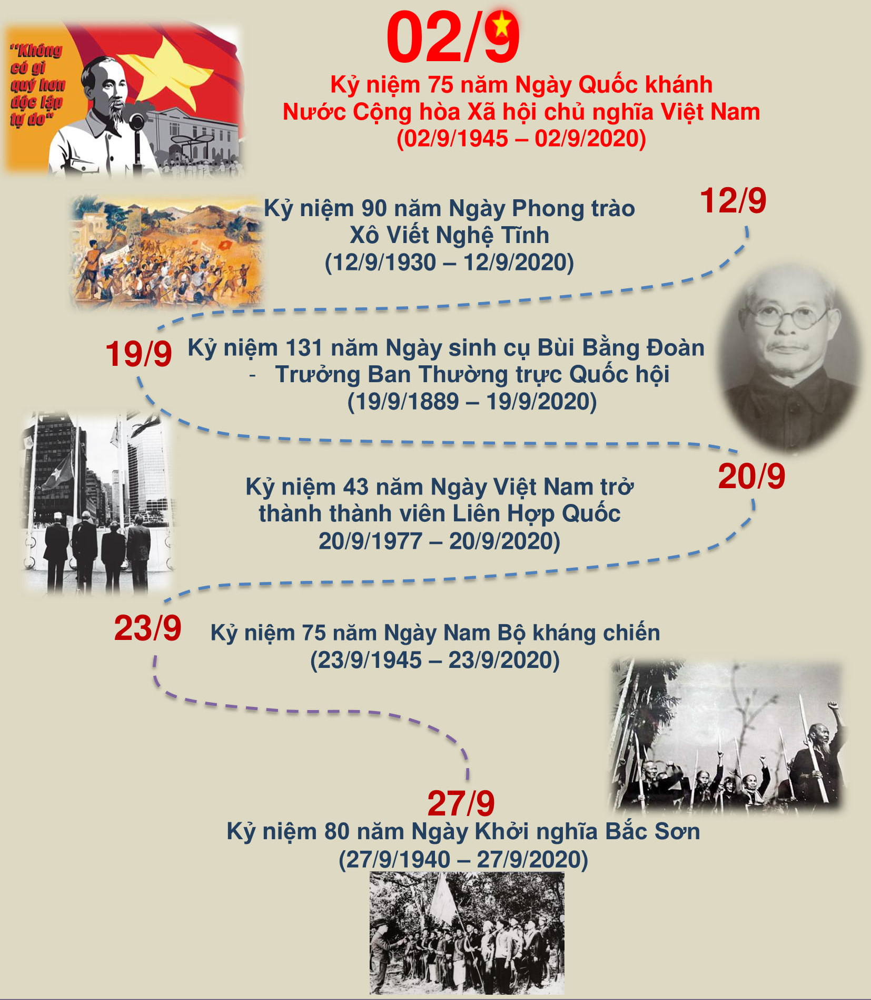 "Không
có gì
quý hơn
độc lập
tự do"
02/9
Kỷ niệm 75 năm Ngày Quốc khánh
Nước Cộng hòa Xã hội chủ nghĩa Việt Nam
(02/9/1945 – 02/9/2020)
12/9
Kỷ niệm 90 năm Ngày Phong trào
Xô Viết Nghệ Tĩnh
(12/9/1930 – 12/9/2020)
19/9
Kỷ niệm 131 năm Ngày sinh cụ Bùi Bằng Đoàn
- Trưởng Ban Thường trực Quốc hội
(19/9/1889 – 19/9/2020)
20/9
Kỷ niệm 43 năm Ngày Việt Nam trở
thành thành viên Liên Hợp Quốc
20/9/1977 – 20/9/2020)
23/9
Kỷ niệm 75 năm Ngày Nam Bộ kháng chiến
(23/9/1945 – 23/9/2020)
27/9
Kỷ niệm 80 năm Ngày Khởi nghĩa Bắc Sơn
(27/9/1940 – 27/9/2020)